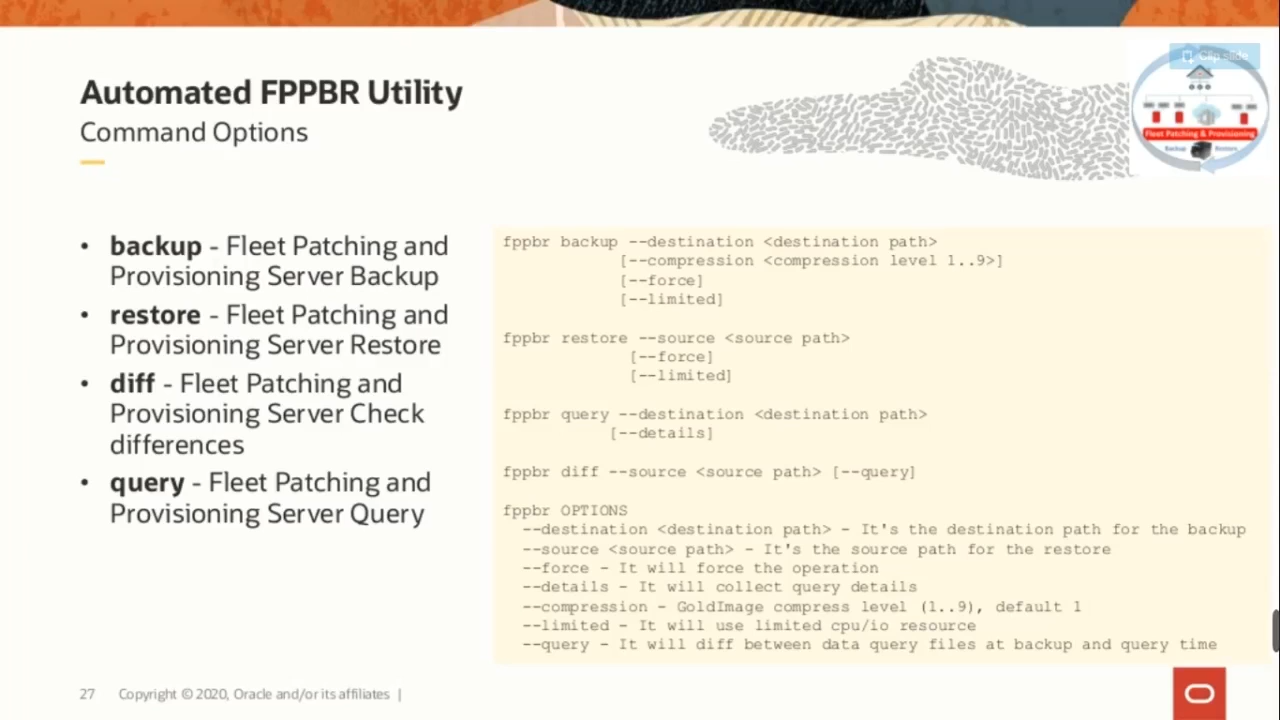 Clip slide
Automated FPPBR Utility
Command Options
Fleet Patching & Provisioning
Backup
Restore
• backup - Fleet Patching and
Provisioning Server Backup
• restore - Fleet Patching and
Provisioning Server Restore
• diff - Fleet Patching and
Provisioning Server Check
differences
• query - Fleet Patching and
Provisioning Server Query
fppbr backup --destination <destination path>
[--compression <compression level 1..9>]
[--force]
[--limited]
fppbr restore --source <source path>
[--force]
[--limited]
fppbr query --destination <destination path>
[--details]
fppbr diff --source <source path> [--query]
fppbr OPTIONS
--destination <destination path> - It's the destination path for the backup
--source <source path> - It's the source path for the restore
--force - It will force the operation
--details - It will collect query details
--compression - GoldImage compress level (1..9), default 1
--limited - It will use limited cpu/io resource
--query - It will diff between data query files at backup and query time
27 Copyright © 2020, Oracle and/or its affiliates |